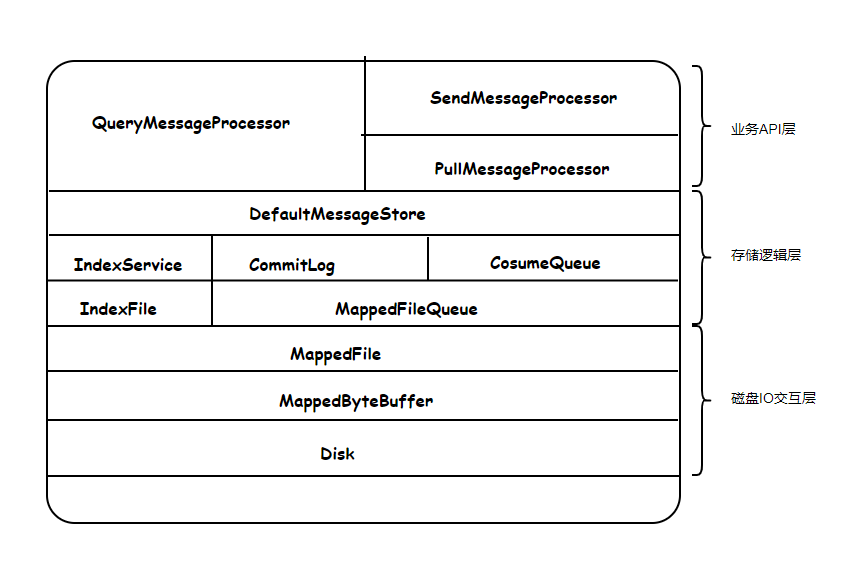 QueryMessageProcessor
SendMessageProcessor
PullMessageProcessor
业务API层
DefaultMessageStore
IndexService
CommitLog
CosumeQueue
存储逻辑层
IndexFile
MappedFileQueue
MappedFile
MappedByteBuffer
磁盘IO交互层
Disk